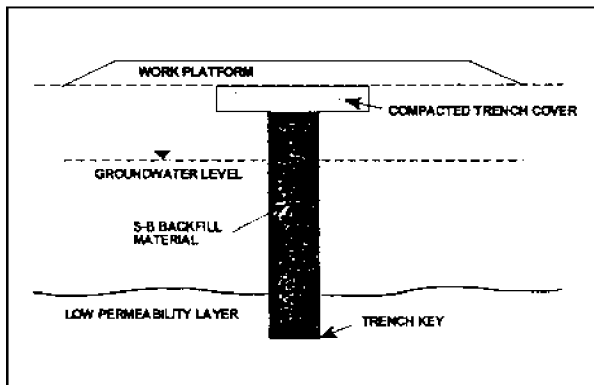 WORK PLATFORM
COMPACTED TRENCH COVER
GROUNDWATER LEVEL
S-B BACKFILL
MATERIAL
LOW PERMEABILITY LAYER
TRENCH KEY